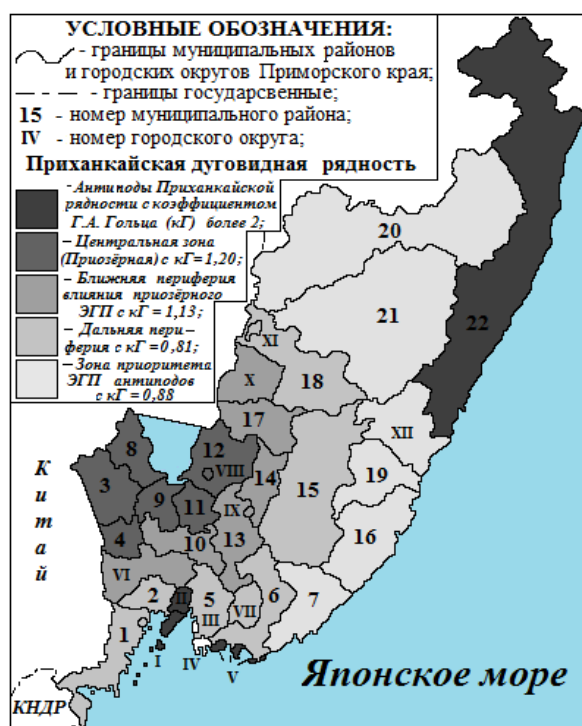 УСЛОВНЫЕ ОБОЗНАЧЕНИЯ:
- границы муниципальных районов
и городских округов Приморского края;
- границы государсвенные;
15 - номер муниципального района;
IV - номер городского округа;
Приханкайская дуговидная рядность
- Антиподы Приханкайской
рядности с коэффициентом
Г.А. Гольца (кГ) более 2;
– Центральная зона
(Приозёрная) с кГ = 1,20;
– Ближняя периферия
влияния приозёрного
ЭГП с кГ = 1,13;
– Дальняя пери –
ферия с кГ =0,81;
– Зона приоритета
ЭГП антиподов
с кГ = 0,88
20
21
22
XI
18
X
17
XII
8
12
VIII
3
14
15
19
9
11
IX
4
10
13
16
VI
2
II
5
III
VII
6
7
1
I
IV
V
Китай
КНДР
Японское море